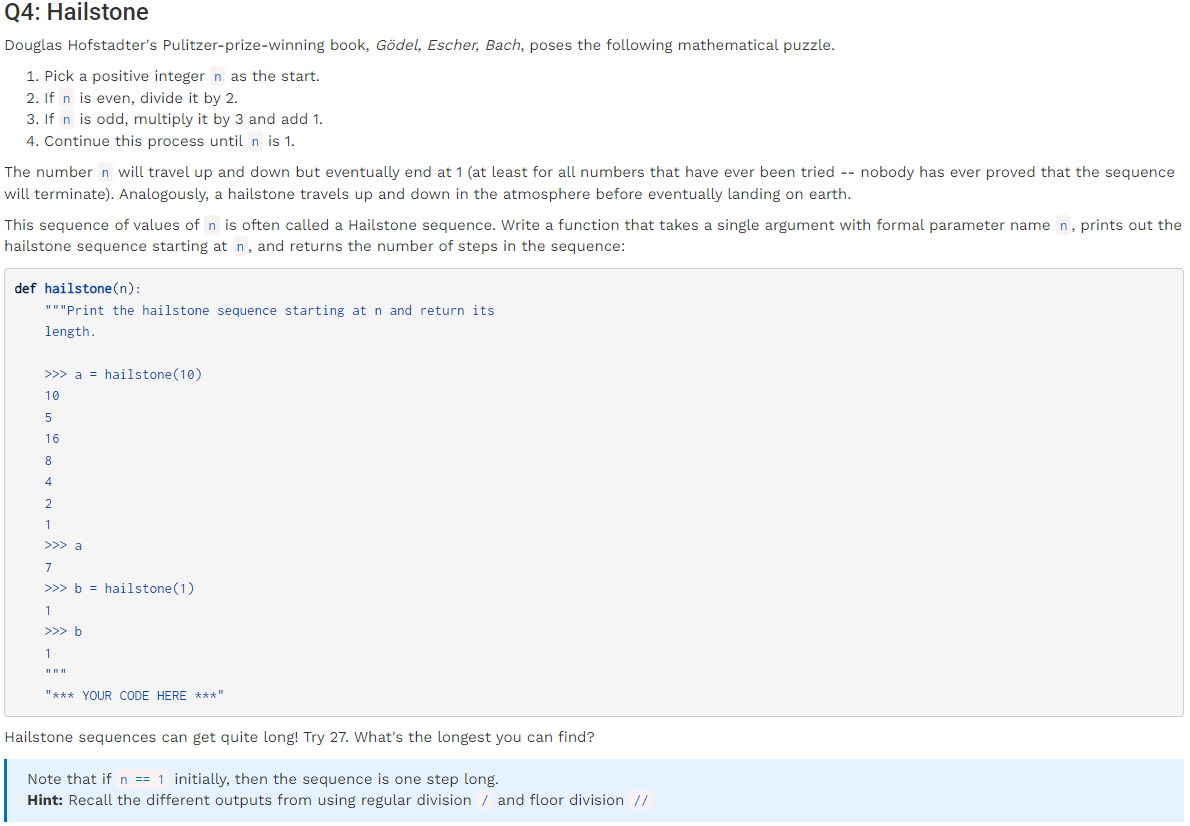 Q4: Hailstone
Douglas Hofstadter's Pulitzer-prize-winning book, Gödel, Escher, Bach, poses the following mathematical puzzle.
1. Pick a positive integer n as the start.
2. If n is even, divide it by 2.
3. If n is odd, multiply it by 3 and add 1.
4. Continue this process until n is 1.
The number n will travel up and down but eventually end at 1 (at least for all numbers that have ever been tried -- nobody has ever proved that the sequence
will terminate). Analogously, a hailstone travels up and down in the atmosphere before eventually landing on earth.
This sequence of values of n is often called a Hailstone sequence. Write a function that takes a single argument with formal parameter name n, prints out the
hailstone sequence starting at n, and returns the number of steps in the sequence:
def hailstone(n):
    """Print the hailstone sequence starting at n and return its
    length.
    >>> a = hailstone(10)
    10
    5
    16
    8
    4
    2
    1
    >>> a
    7
    >>> b = hailstone(1)
    1
    >>> b
    1
    """
    "*** YOUR CODE HERE ***"
Hailstone sequences can get quite long! Try 27. What's the longest you can find?
Note that if n == 1 initially, then the sequence is one step long.
Hint: Recall the different outputs from using regular division / and floor division //